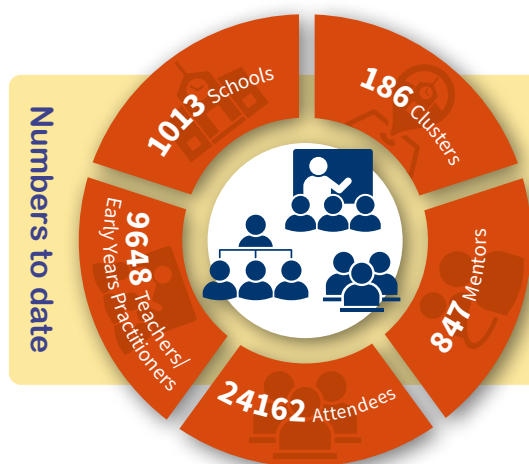 Numbers to date
1013 Schools
186 Clusters
847 Mentors
24162 Attendees
9648 Teachers/
Early Years Practitioners